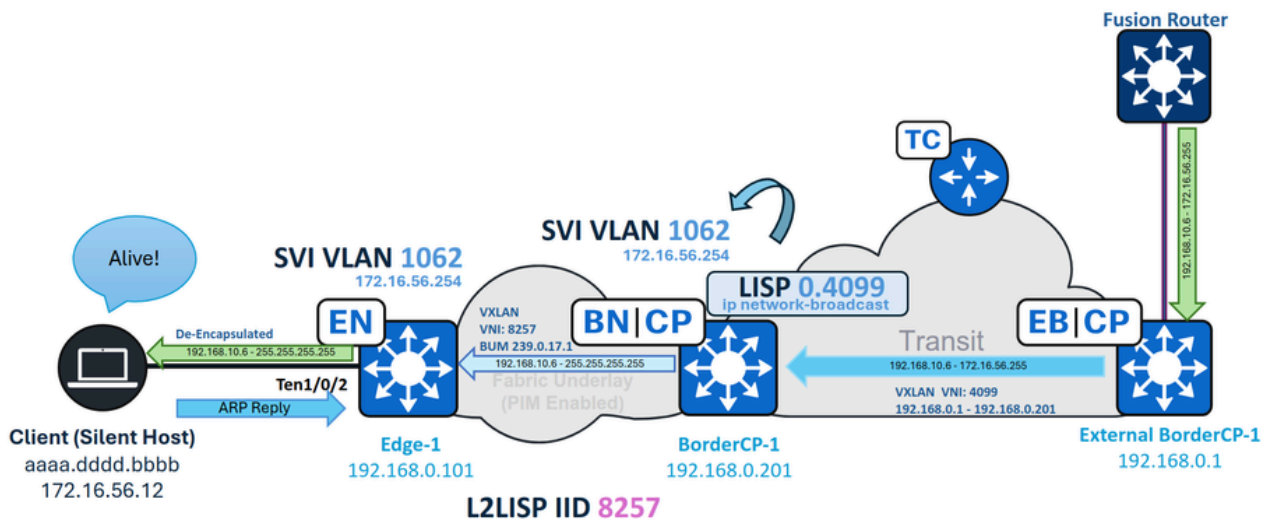 Fusion Router
192.168.10.6 - 172.16.56.255
TC
Alive!
SVI VLAN 1062
172.16.56.254
SVI VLAN 1062
172.16.56.254
LISP 0.4099
ip network-broadcast
EN
VXLAN
VNI: 8257
BUM 239.0.17.1
BN|CP
EB|CP
Transit
De-Encapsulated
192.168.10.6 - 255.255.255.255
192.168.10.6 - 255.255.255.255
192.168.10.6 - 172.16.56.255
Fabric Underlay
(PIM Enabled)
Ten1/0/2
ARP Reply
VXLAN VNI: 4099
192.168.0.1 - 192.168.0.201
Client (Silent Host)
aaaa.dddd.bbbb
172.16.56.12
Edge-1
192.168.0.101
BorderCP-1
192.168.0.201
External BorderCP-1
192.168.0.1
L2LISP IID 8257